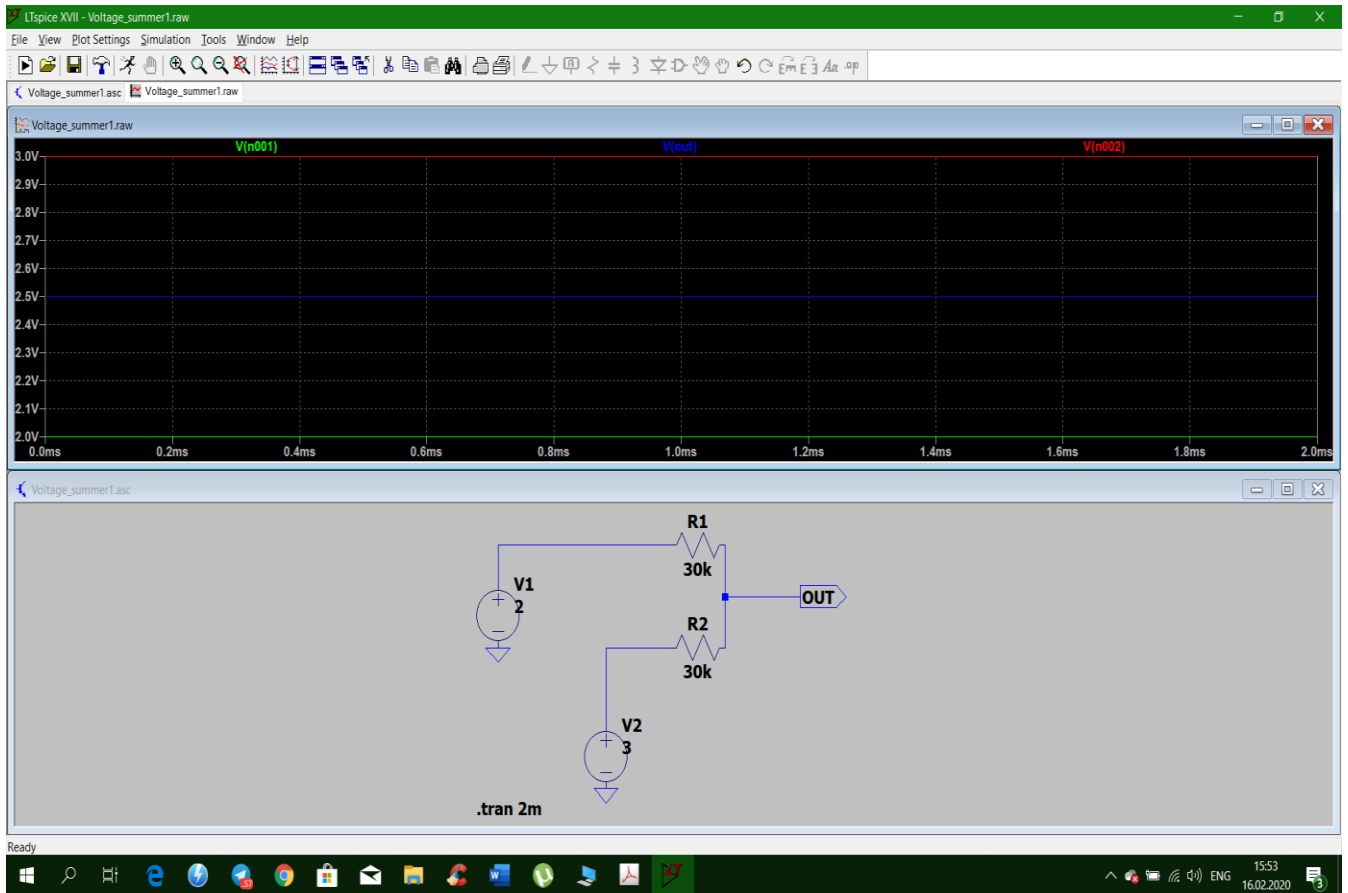 LTspice XVII - Voltage_summer1.raw
File View Plot Settings Simulation Tools Window Help
Voltage_summer1.asc Voltage_summer1.raw
Voltage_summer1.raw
V(n001) V(out) V(n002)
3.0V
2.9V
2.8V
2.7V
2.6V
2.5V
2.4V
2.3V
2.2V
2.1V
2.0V
0.0ms 0.2ms 0.4ms 0.6ms 0.8ms 1.0ms 1.2ms 1.4ms 1.6ms 1.8ms 2.0ms
Voltage_summer1.asc
R1
30k
V1
2
OUT
R2
30k
V2
3
.tran 2m
Ready
15:53
ENG
16.02.2020